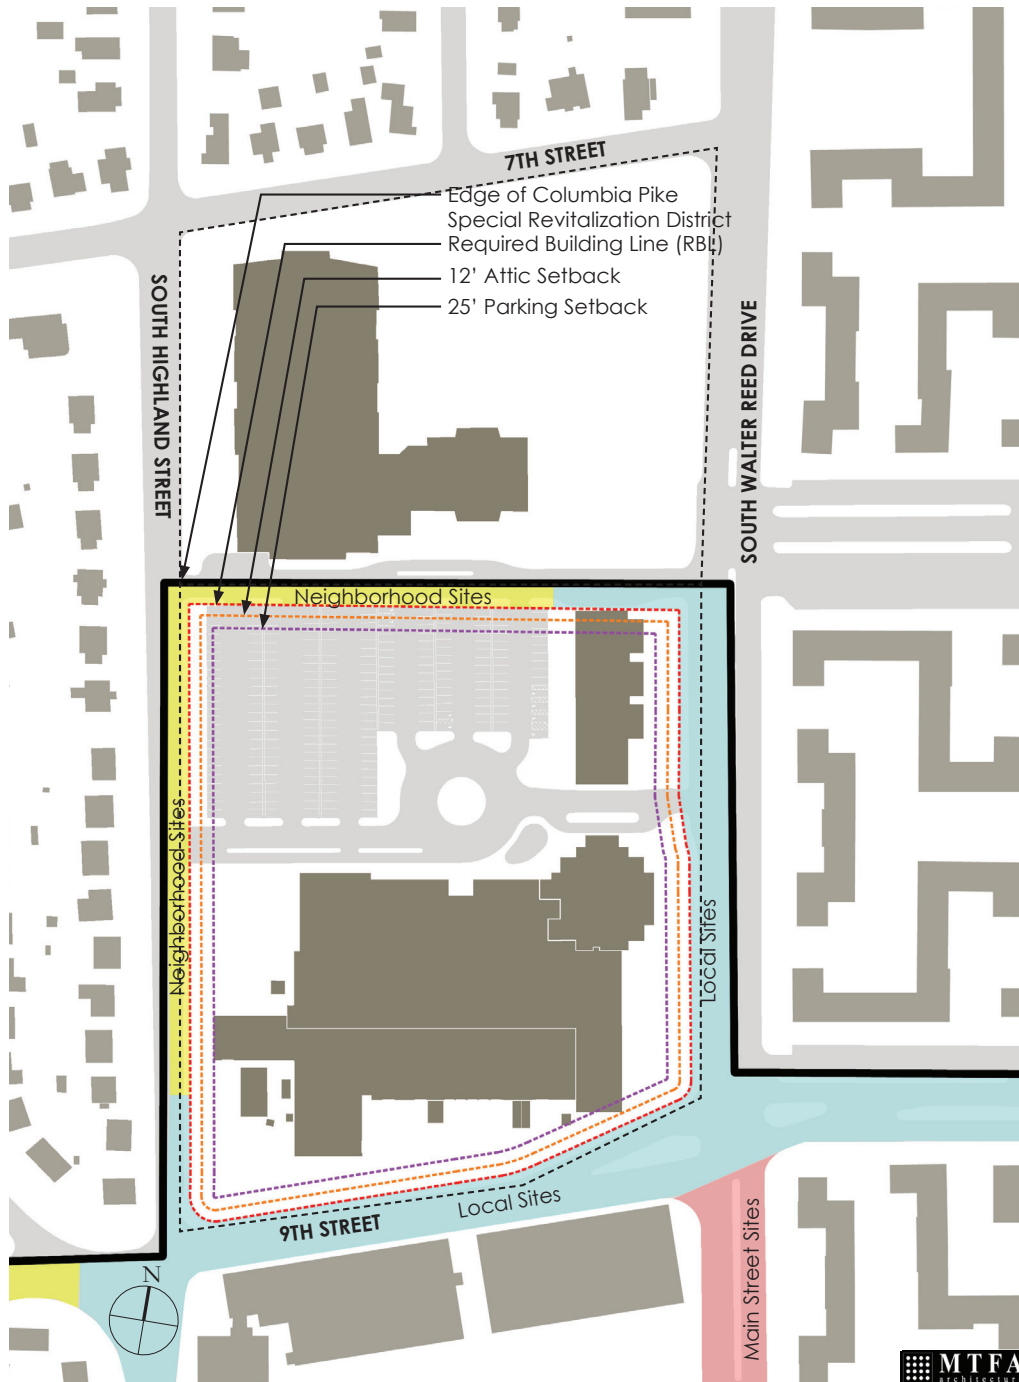 7TH STREET
Edge of Columbia Pike
Special Revitalization District
Required Building Line (RBL)
12' Attic Setback
25' Parking Setback
SOUTH HIGHLAND STREET
SOUTH WALTER REED DRIVE
Neighborhood Sites
Neighborhood Sites
Local Sites
Local Sites
9TH STREET
Main Street Sites
N
MTFA
architecture